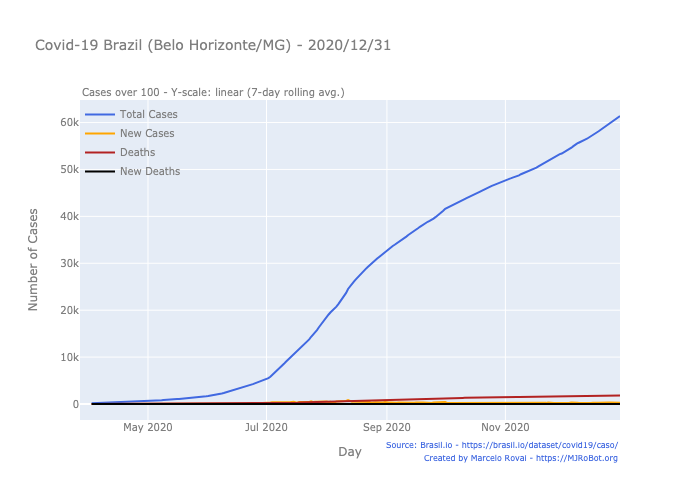 Covid-19 Brazil (Belo Horizonte/MG) - 2020/12/31
Cases over 100 - Y-scale: linear (7-day rolling avg.)
Total Cases
New Cases
Deaths
New Deaths
60k
50k
40k
30k
20k
10k
0
Number of Cases
May 2020
Jul 2020
Sep 2020
Nov 2020
Day
Source: Brasil.io - https://brasil.io/dataset/covid19/caso/
Created by Marcelo Rovai - https://MJRoBot.org